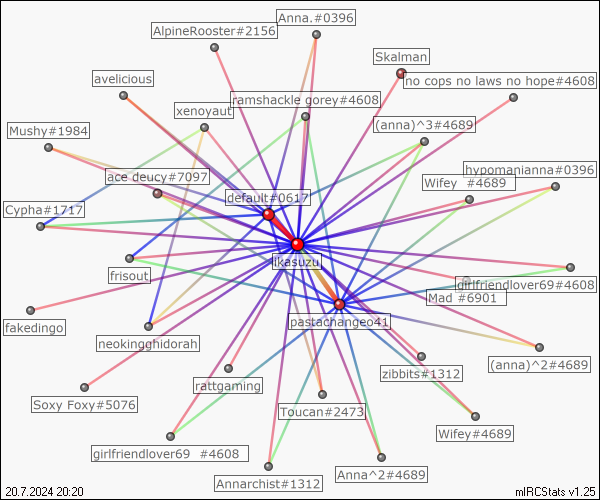 Anna.#0396
AlpineRooster#2156
Skalman
avelicious
no cops no laws no hope#4608
ramshackle gorey#4608
xenoyaut
(anna)^3#4689
Mushy#1984
hypomanianna#0396
ace deucy#7097
Wifey #4689
default#0617
Cypha#1717
ikasuzu
frisout
girlfriendlover69#4608
Mad #6901
pastachangeo41
fakedingo
neokingghidorah
(anna)^2#4689
zibbits#1312
rattgaming
Soxy Foxy#5076
Toucan#2473
Wifey#4689
girlfriendlover69 #4608
Anna^2#4689
Annarchist#1312
20.7.2024 20:20
mIRCStats v1.25